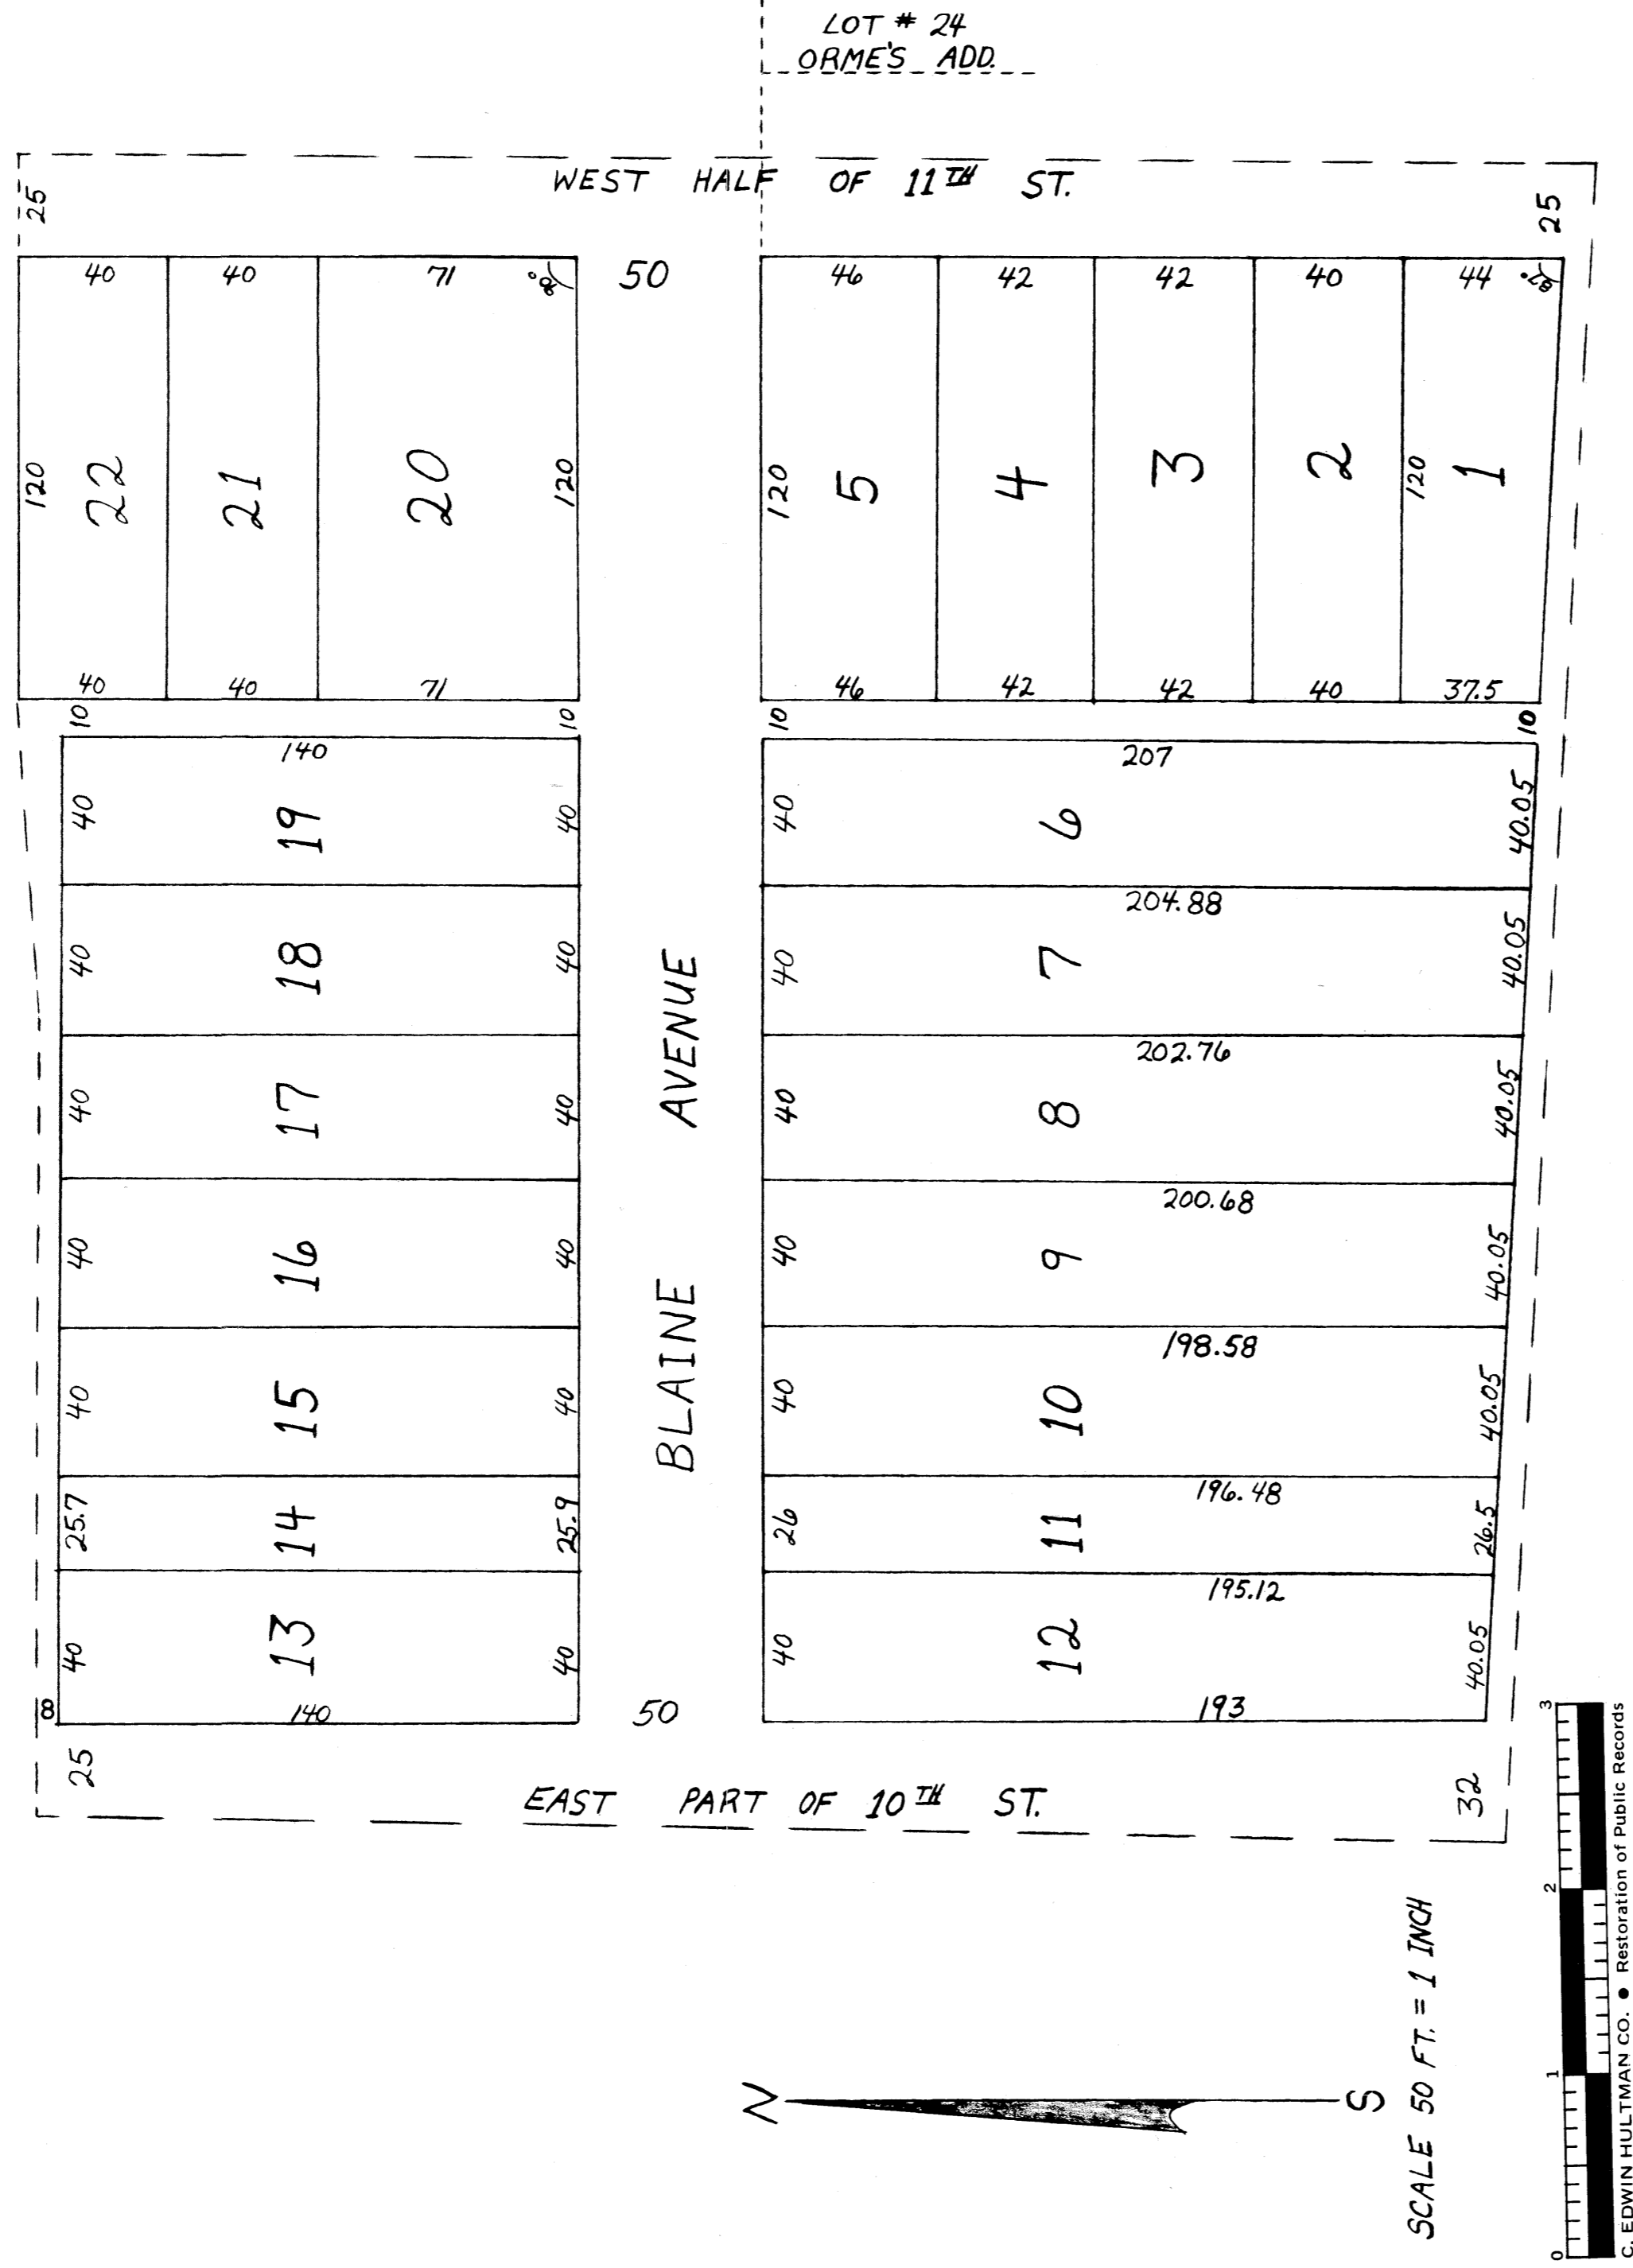 LOT # 24
ORME'S ADD.
WEST HALF OF 11TH ST.
25
25
40 40 71 90° 50 46 42 42 40 44 87°
120 22 21 20 120 120 5 4 3 2 120 1
40 40 71 46 42 42 40 37.5
10 10 10 10
140 207
40 19 40 40 6 40.05
204.88
40 18 40 40 7 40.05
202.76
40 17 40 40 8 40.05
200.68
40 16 40 40 9 40.05
198.58
40 15 40 40 10 40.05
196.48
25.7 14 25.9 26 11 26.5
195.12
40 13 40 40 12 40.05
8 140 50 193
BLAINE AVENUE
25 32
EAST PART OF 10TH ST.
N
S
SCALE 50 FT. = 1 INCH
0 1 2 3
C. EDWIN HULTMAN CO. ● Restoration of Public Records